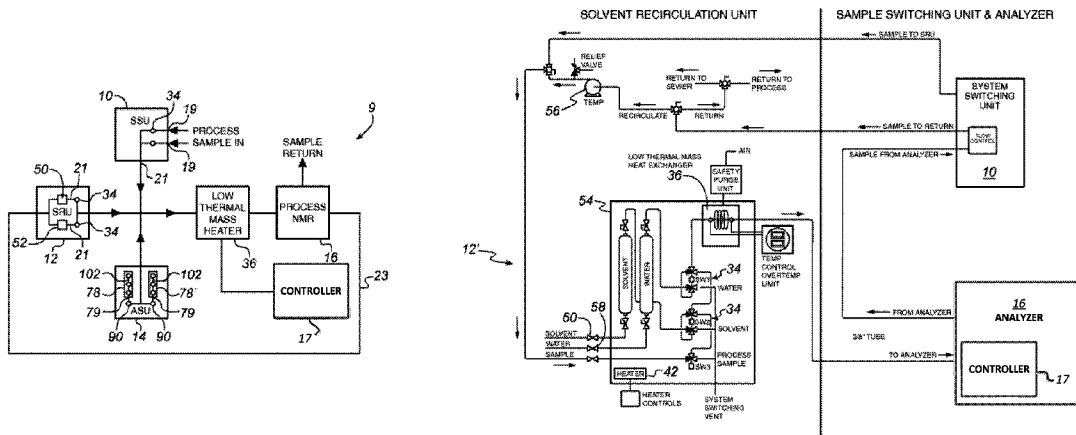 10
34
SSU
19
PROCESS
SAMPLE IN
19
9
SAMPLE
RETURN
50
21
21
34
SRU
34
52
21
12
LOW
THERMAL
MASS
HEATER
36
PROCESS
NMR
16
102
102
78
78"
79
79
ASU
90
90
14
CONTROLLER
17
23
SOLVENT RECIRCULATION UNIT
SAMPLE SWITCHING UNIT & ANALYZER
SAMPLE TO SRU
RELIEF
VALVE
RETURN TO
SEWER
RETURN TO
PROCESS
56
TEMP
RECIRCULATE
RETURN
SYSTEM
SWITCHING
UNIT
SAMPLE TO RETURN
FLOW
CONTROL
SAMPLE FROM ANALYZER
10
LOW THERMAL MASS
HEAT EXCHANGER
AIR
SAFETY
PURGE
UNIT
36
54
12'
SOLVENT
WATER
TEMP
CONTROL
OVERTEMP
UNIT
34
SW1
WATER
34
SW2
SOLVENT
60
58
SOLVENT
WATER
SAMPLE
PROCESS
SAMPLE
SW3
HEATER
42
HEATER
CONTROLS
SYSTEM
SWITCHING
VENT
FROM ANALYZER
16
ANALYZER
3/8" TUBE
TO ANALYZER
CONTROLLER
17